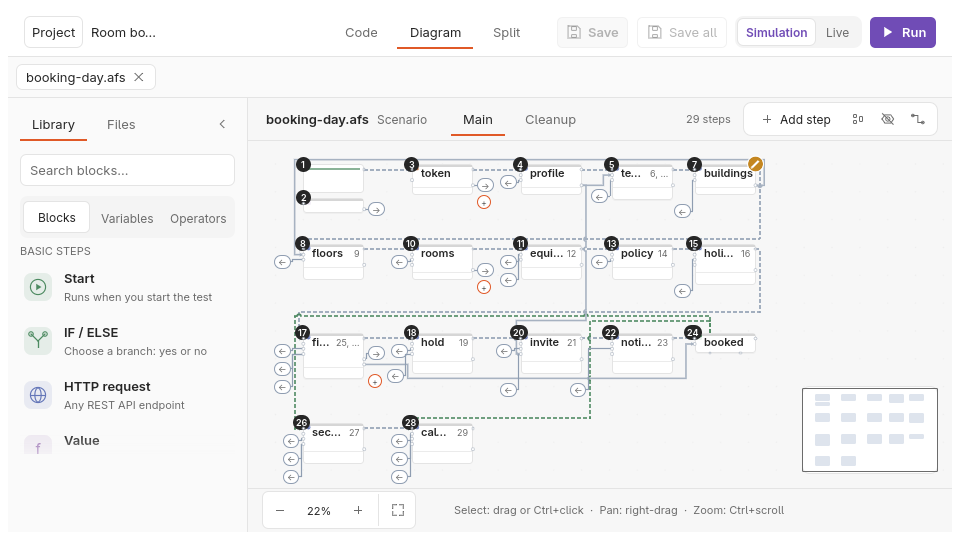 Project Room bo... Code Diagram Split Save Save all Simulation Live Run
booking-day.afs
Library Files
booking-day.afs Scenario Main Cleanup 29 steps Add step
Search blocks...
Blocks Variables Operators
BASIC STEPS
Start
Runs when you start the test
IF / ELSE
Choose a branch: yes or no
HTTP request
Any REST API endpoint
Value
1 3 token 4 profile 5 te... 6, ... 7 buildings
2
8 floors 9 10 rooms 11 equi... 12 13 policy 14 15 holi... 16
17 fi... 25, ... 18 hold 19 20 invite 21 22 noti... 23 24 booked
26 sec... 27 28 cal... 29
22%
Select: drag or Ctrl+click · Pan: right-drag · Zoom: Ctrl+scroll